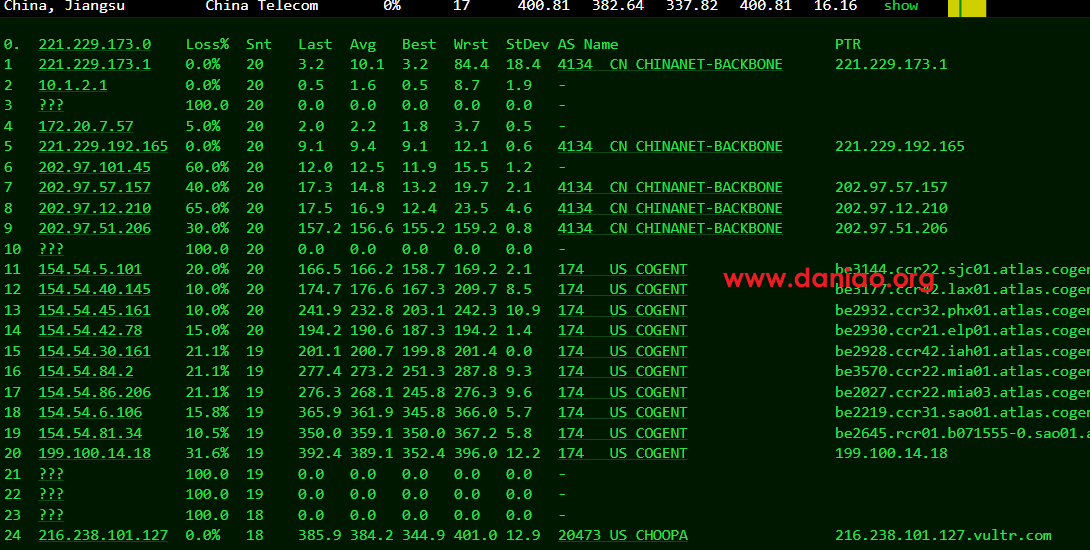 China, Jiangsu China Telecom 0% 17 400.81 382.64 337.82 400.81 16.16 show
0. 221.229.173.0 Loss% Snt Last Avg Best Wrst StDev AS Name PTR
1 221.229.173.1 0.0% 20 3.2 10.1 3.2 84.4 18.4 4134 CN CHINANET-BACKBONE 221.229.173.1
2 10.1.2.1 0.0% 20 0.5 1.6 0.5 8.7 1.9 -
3 ??? 100.0 20 0.0 0.0 0.0 0.0 0.0 -
4 172.20.7.57 5.0% 20 2.0 2.2 1.8 3.7 0.5 -
5 221.229.192.165 0.0% 20 9.1 9.4 9.1 12.1 0.6 4134 CN CHINANET-BACKBONE 221.229.192.165
6 202.97.101.45 60.0% 20 12.0 12.5 11.9 15.5 1.2 -
7 202.97.57.157 40.0% 20 17.3 14.8 13.2 19.7 2.1 4134 CN CHINANET-BACKBONE 202.97.57.157
8 202.97.12.210 65.0% 20 17.5 16.9 12.4 23.5 4.6 4134 CN CHINANET-BACKBONE 202.97.12.210
9 202.97.51.206 30.0% 20 157.2 156.6 155.2 159.2 0.8 4134 CN CHINANET-BACKBONE 202.97.51.206
10 ??? 100.0 20 0.0 0.0 0.0 0.0 0.0 -
11 154.54.5.101 20.0% 20 166.5 166.2 158.7 169.2 2.1 174 US COGENT be3144.ccr22.sjc01.atlas.cogen
www.daniao.org
12 154.54.40.145 10.0% 20 174.7 176.6 167.3 209.7 8.5 174 US COGENT be3177.ccr42.lax01.atlas.cogen
13 154.54.45.161 10.0% 20 241.9 232.8 203.1 242.3 10.9 174 US COGENT be2932.ccr32.phx01.atlas.cogen
14 154.54.42.78 15.0% 20 194.2 190.6 187.3 194.2 1.4 174 US COGENT be2930.ccr21.elp01.atlas.cogen
15 154.54.30.161 21.1% 19 201.1 200.7 199.8 201.4 0.0 174 US COGENT be2928.ccr42.iah01.atlas.cogen
16 154.54.84.2 21.1% 19 277.4 273.2 251.3 287.8 9.3 174 US COGENT be3570.ccr22.mia01.atlas.cogen
17 154.54.86.206 21.1% 19 276.3 268.1 245.8 276.3 9.6 174 US COGENT be2027.ccr22.mia03.atlas.cogen
18 154.54.6.106 15.8% 19 365.9 361.9 345.8 366.0 5.7 174 US COGENT be2219.ccr31.sao01.atlas.cogen
19 154.54.81.34 10.5% 19 350.0 359.1 350.0 367.2 5.8 174 US COGENT be2645.rcr01.b071555-0.sao01.a
20 199.100.14.18 31.6% 19 392.4 389.1 352.4 396.0 12.2 174 US COGENT 199.100.14.18
21 ??? 100.0 19 0.0 0.0 0.0 0.0 0.0 -
22 ??? 100.0 19 0.0 0.0 0.0 0.0 0.0 -
23 ??? 100.0 18 0.0 0.0 0.0 0.0 0.0 -
24 216.238.101.127 0.0% 18 385.9 384.2 344.9 401.0 12.9 20473 US CHOOPA 216.238.101.127.vultr.com